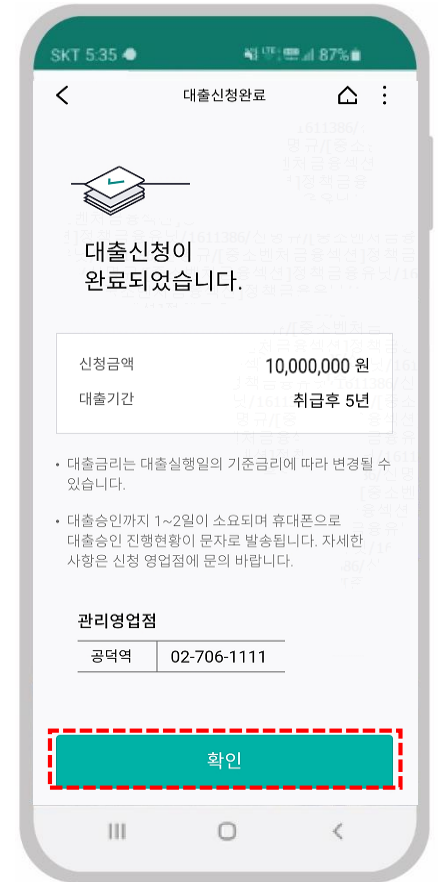 SKT 5:35
LTE 87%
대출신청완료
대출신청이
완료되었습니다.
신청금액 10,000,000 원
대출기간 취급후 5년
• 대출금리는 대출실행일의 기준금리에 따라 변경될 수
있습니다.
• 대출승인까지 1~2일이 소요되며 휴대폰으로
대출승인 진행현황이 문자로 발송됩니다. 자세한
사항은 신청 영업점에 문의 바랍니다.
관리영업점
공덕역 02-706-1111
확인